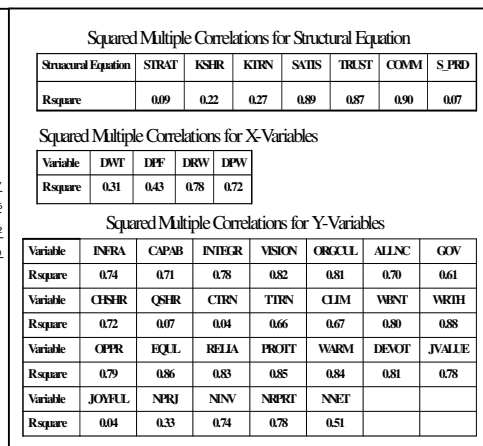 Squared Multiple Correlations for Structural Equation
Struacural Equation STRAT KSHR KTRN SATIS TRUST COMM S_PRD
Rsquare 0.09 0.22 0.27 0.89 0.87 0.90 0.07
Squared Multiple Correlations for X-Variables
Variable DWT DPF DRW DPW
Rsquare 0.31 0.43 0.78 0.72
Squared Multiple Correlations for Y-Variables
Variable INFRA CAPAB INTEGR VISION ORGCUL ALLNC GOV
Rsquare 0.74 0.71 0.78 0.82 0.81 0.70 0.61
Variable CHSHR QSHR CTRN TTRN CLIM WBNT WRTH
Rsquare 0.72 0.07 0.04 0.66 0.67 0.80 0.88
Variable OPPR EQUL RELIA PROTT WARM DEVOT JVALUE
Rsquare 0.79 0.86 0.83 0.85 0.84 0.81 0.78
Variable JOYFUL NPRJ NINV NRPRT NNET
Rsquare 0.04 0.33 0.74 0.78 0.51